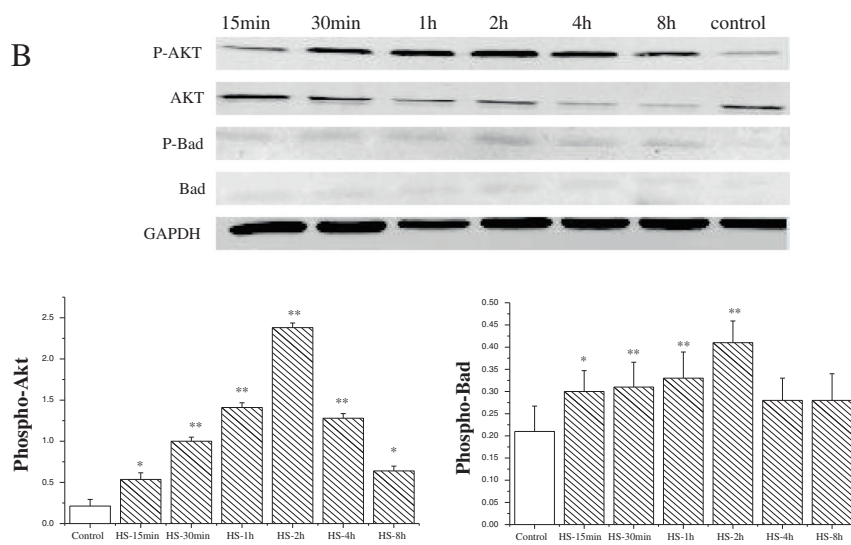 15min 30min 1h 2h 4h 8h control
B
P-AKT
AKT
P-Bad
Bad
GAPDH
Phospho-Akt
2.5
2.0
1.5
1.0
0.5
0.0
*
**
**
**
**
*
Control HS-15min HS-30min HS-1h HS-2h HS-4h HS-8h
Phospho-Bad
0.50
0.45
0.40
0.35
0.30
0.25
0.20
0.15
0.10
0.05
0.00
*
**
**
**
Control HS-15min HS-30min HS-1h HS-2h HS-4h HS-8h